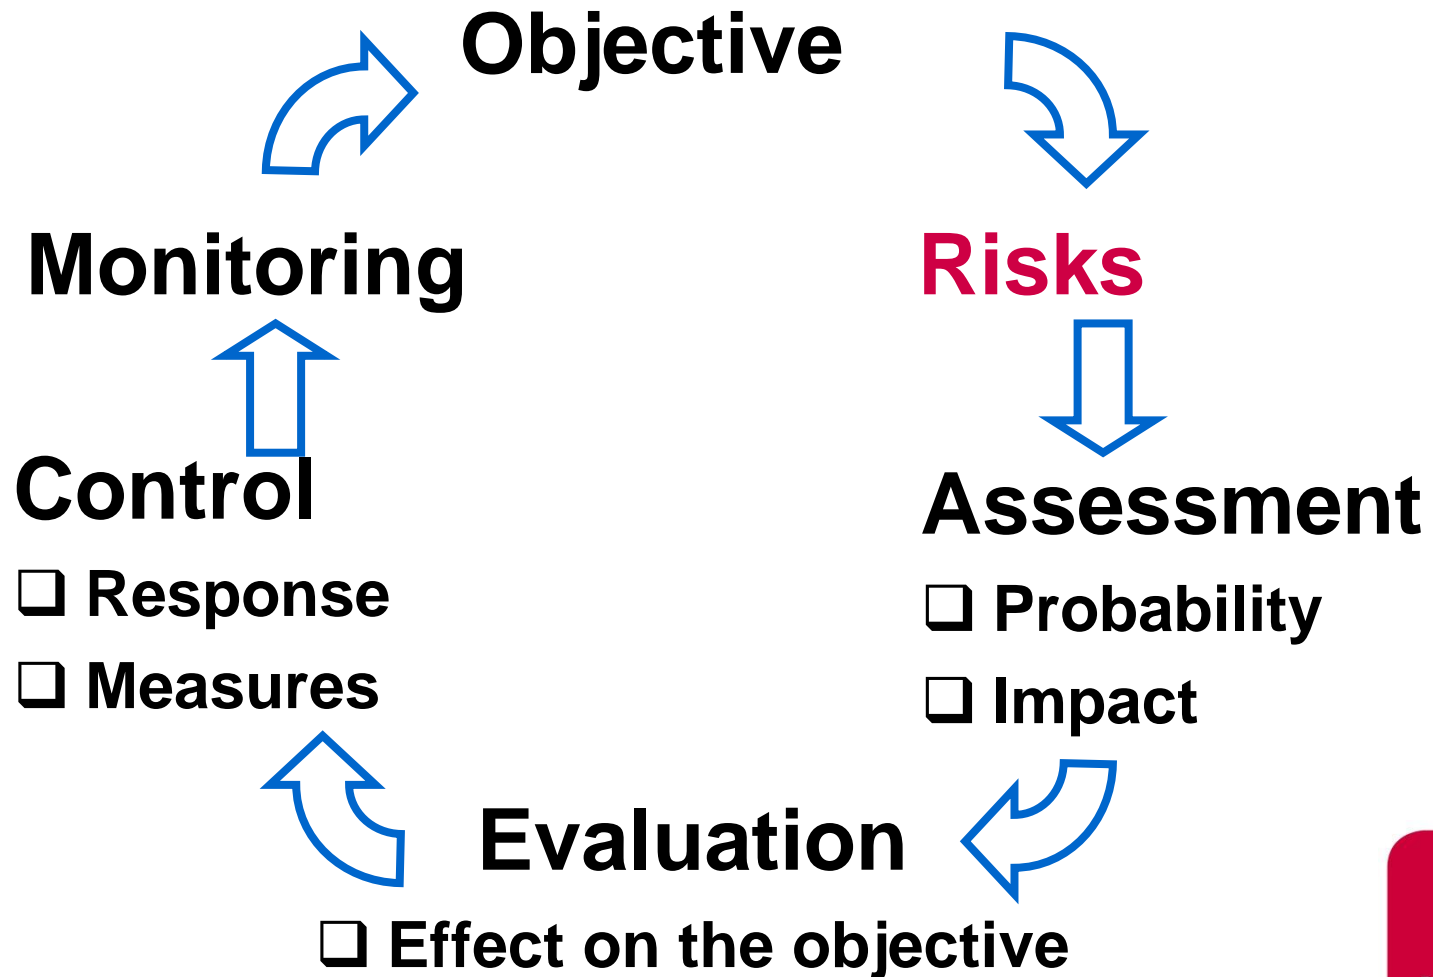 Objective
Monitoring
Risks
Control
❑ Response
❑ Measures
Assessment
❑ Probability
❑ Impact
Evaluation
❑ Effect on the objective